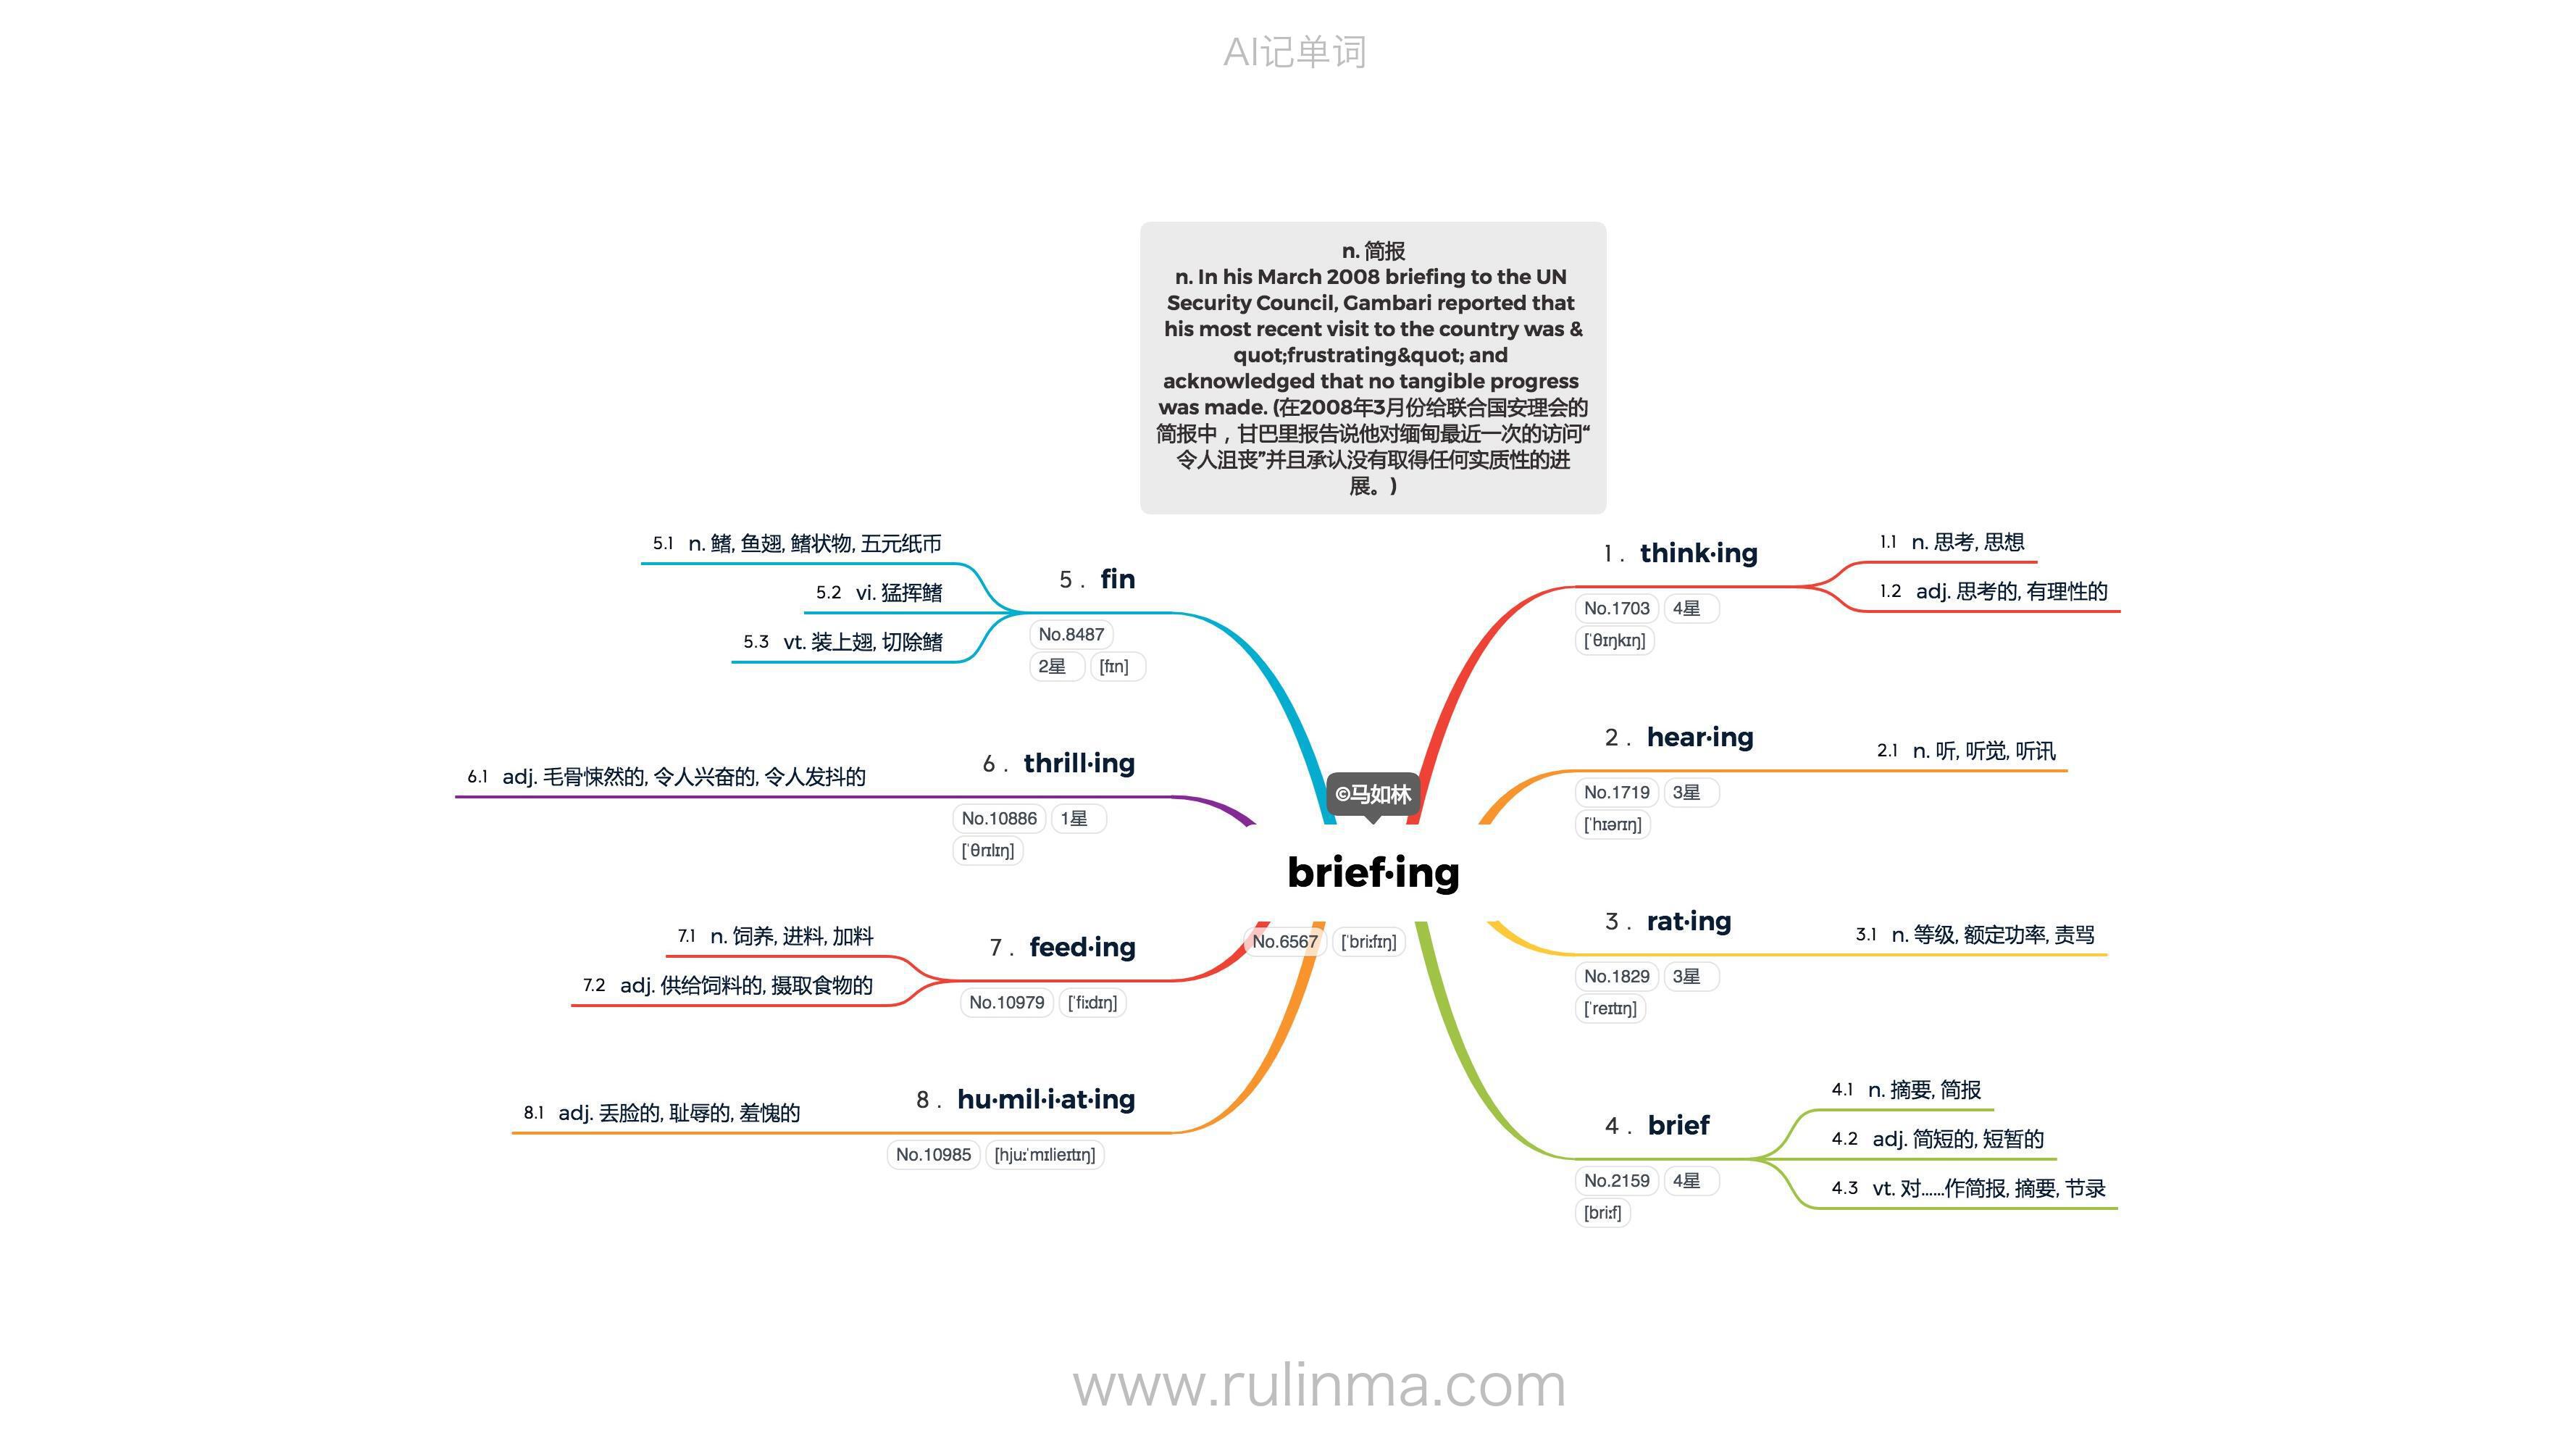 AI记单词
n. 简报
n. In his March 2008 briefing to the UN
Security Council, Gambari reported that
his most recent visit to the country was &
quot;frustrating&quot; and
acknowledged that no tangible progress
was made. (在2008年3月份给联合国安理会的
简报中，甘巴里报告说他对缅甸最近一次的访问“
令人沮丧”并且承认没有取得任何实质性的进
展。)
©马如林
brief·ing
No.6567 [ˈbriːfɪŋ]
1. think·ing
No.1703 4星
[ˈθɪŋkɪŋ]
1.1 n. 思考, 思想
1.2 adj. 思考的, 有理性的
2. hear·ing
No.1719 3星
[ˈhɪərɪŋ]
2.1 n. 听, 听觉, 听讯
3. rat·ing
No.1829 3星
[ˈreɪtɪŋ]
3.1 n. 等级, 额定功率, 责骂
4. brief
No.2159 4星
[briːf]
4.1 n. 摘要, 简报
4.2 adj. 简短的, 短暂的
4.3 vt. 对……作简报, 摘要, 节录
5. fin
No.8487
2星 [fɪn]
5.1 n. 鳍, 鱼翅, 鳍状物, 五元纸币
5.2 vi. 猛挥鳍
5.3 vt. 装上翅, 切除鳍
6. thrill·ing
No.10886 1星
[ˈθrɪlɪŋ]
6.1 adj. 毛骨悚然的, 令人兴奋的, 令人发抖的
7. feed·ing
No.10979 [ˈfiːdɪŋ]
7.1 n. 饲养, 进料, 加料
7.2 adj. 供给饲料的, 摄取食物的
8. hu·mil·i·at·ing
No.10985 [hjuːˈmɪlieɪtɪŋ]
8.1 adj. 丢脸的, 耻辱的, 羞愧的
www.rulinma.com